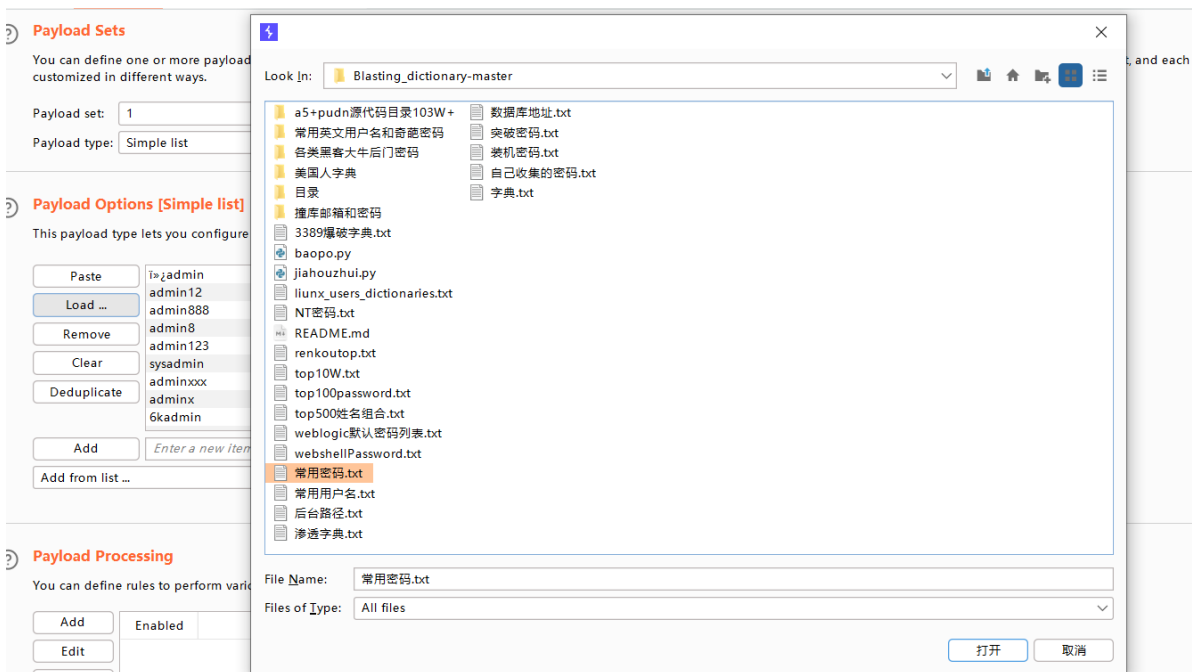 Payload Sets
You can define one or more payload
t, and each
customized in different ways.
Payload set: 1
Payload type: Simple list
Payload Options [Simple list]
This payload type lets you configure
Paste
Load ...
Remove
Clear
Deduplicate
Add
Enter a new item
Add from list ...
ï»¿admin
admin12
admin888
admin8
admin123
sysadmin
adminxxx
adminx
6kadmin
Payload Processing
You can define rules to perform vario
Add
Edit
Enabled
Look In: Blasting_dictionary-master
a5+pudn源代码目录103W+
常用英文用户名和奇葩密码
各类黑客大牛后门密码
美国人字典
目录
撞库邮箱和密码
3389爆破字典.txt
baopo.py
jiahouzhui.py
liunx_users_dictionaries.txt
NT密码.txt
README.md
renkoutop.txt
top10W.txt
top100password.txt
top500姓名组合.txt
weblogic默认密码列表.txt
webshellPassword.txt
常用密码.txt
常用用户名.txt
后台路径.txt
渗透字典.txt
数据库地址.txt
突破密码.txt
装机密码.txt
自己收集的密码.txt
字典.txt
File Name: 常用密码.txt
Files of Type: All files
打开
取消